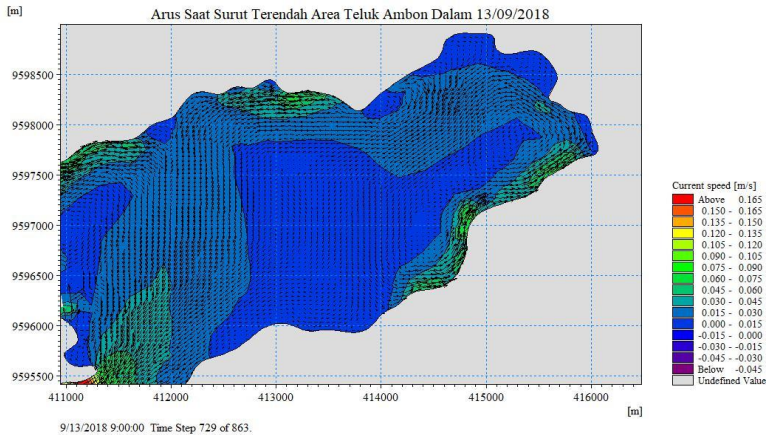 Arus Saat Surut Terendah Area Teluk Ambon Dalam 13/09/2018
[m]
9598500
9598000
9597500
9597000
9596500
9596000
9595500
411000 412000 413000 414000 415000 416000
[m]
9/13/2018 9:00:00 Time Step 729 of 863.
Current speed [m/s]
Above 0.165
0.150 - 0.165
0.135 - 0.150
0.120 - 0.135
0.105 - 0.120
0.090 - 0.105
0.075 - 0.090
0.060 - 0.075
0.045 - 0.060
0.030 - 0.045
0.015 - 0.030
0.000 - 0.015
-0.015 - 0.000
-0.030 - -0.015
-0.045 - -0.030
Below -0.045
Undefined Value